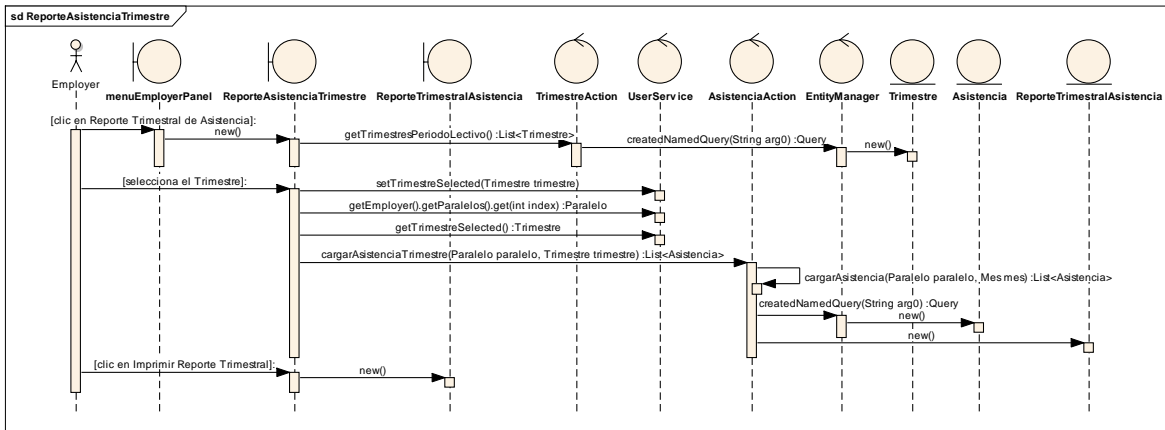 sd ReporteAsistenciaTrimestre
Employer
menuEmployerPanel
ReporteAsistenciaTrimestre
ReporteTrimestralAsistencia
TrimestreAction
UserService
AsistenciaAction
EntityManager
Trimestre
Asistencia
ReporteTrimestralAsistencia
[clic en Reporte Trimestral de Asistencia]:
new()
getTrimestresPeriodoLectivo() :List<Trimestre>
createdNamedQuery(String arg0) :Query
new()
[selecciona el Trimestre]:
setTrimestreSelected(Trimestre trimestre)
getEmployer().getParalelos().get(int index) :Paralelo
getTrimestreSelected() :Trimestre
cargarAsistenciaTrimestre(Paralelo paralelo, Trimestre trimestre) :List<Asistencia>
cargarAsistencia(Paralelo paralelo, Mes mes) :List<Asistencia>
createdNamedQuery(String arg0) :Query
new()
new()
[clic en Imprimir Reporte Trimestral]:
new()